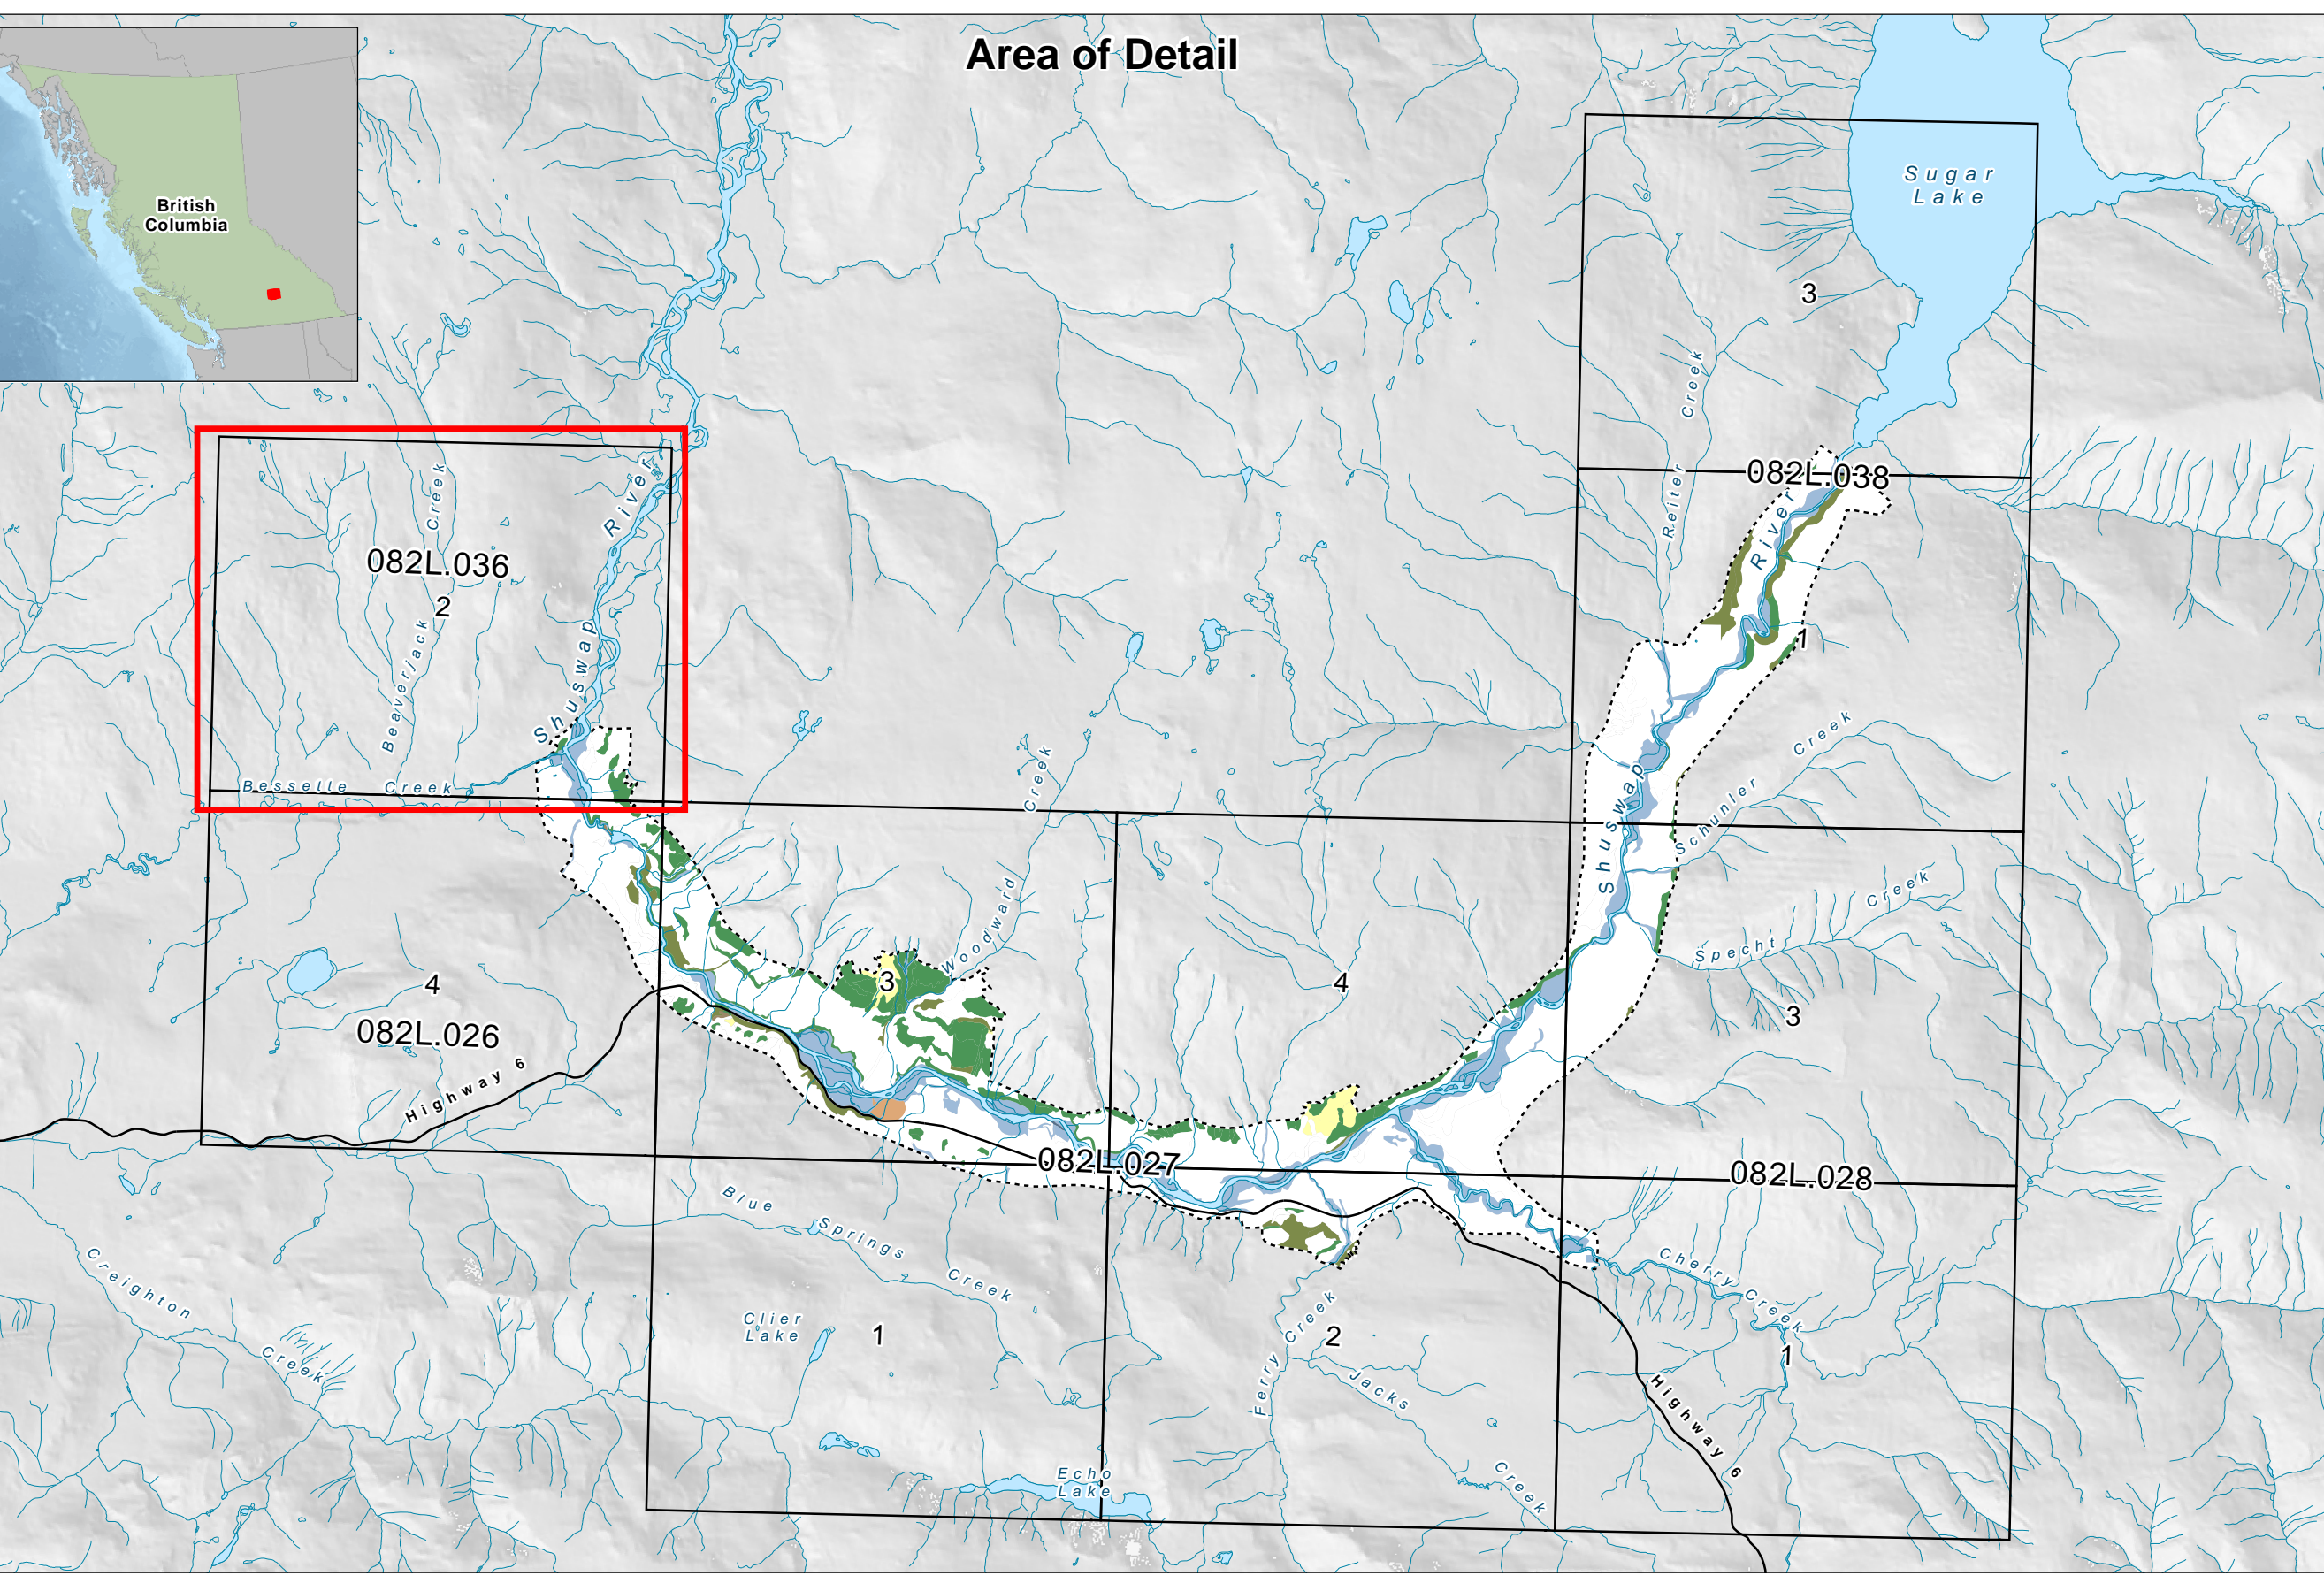 Area of Detail
British
Columbia
Sugar
Lake
3
Reiter Creek
082L.038
Shuswap River
1
Beaverjack Creek
082L.036
2
Shuswap River
Bessette Creek
Schunler Creek
Woodward Creek
Specht Creek
4
082L.026
3
4
3
Highway 6
082L.027
082L.028
Blue Springs Creek
Creighton Creek
Clier
Lake
1
Ferry Creek
2
Jacks Creek
Cherry Creek
1
Highway 6
Echo
Lake